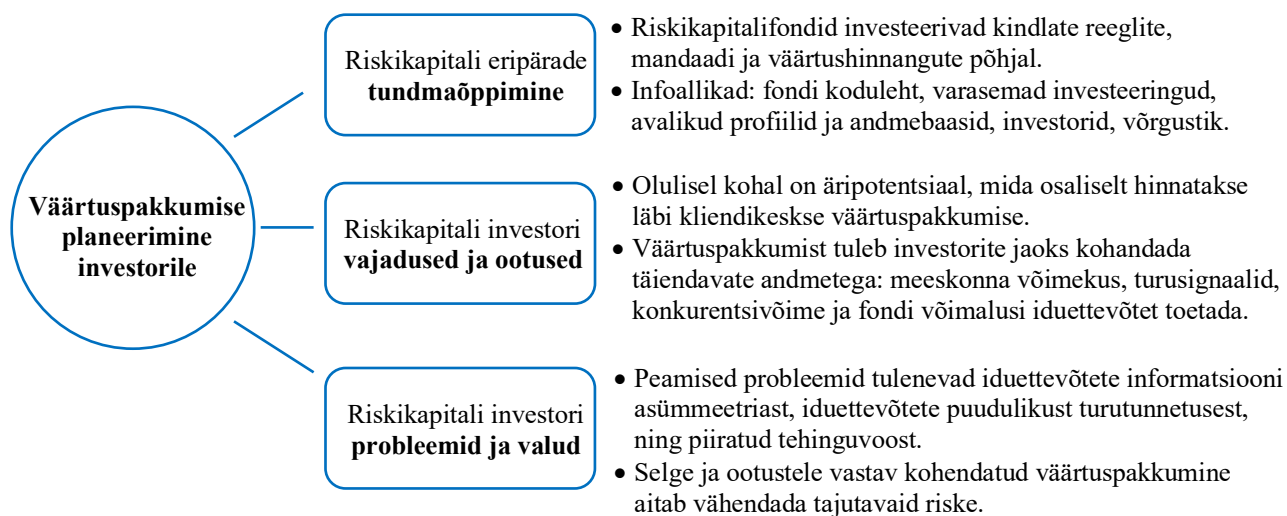 Väärtuspakkumise
planeerimine
investorile
Riskikapitali eripärade
tundmaõppimine
• Riskikapitalifondid investeerivad kindlate reeglite,
mandaadi ja väärtushinnangute põhjal.
• Infoallikad: fondi koduleht, varasemad investeeringud,
avalikud profiilid ja andmebaasid, investorid, võrgustik.
Riskikapitali investori
vajadused ja ootused
• Olulisel kohal on äripotentsiaal, mida osaliselt hinnatakse
läbi kliendikeskse väärtuspakkumise.
• Väärtuspakkumist tuleb investorite jaoks kohandada
täiendavate andmetega: meeskonna võimekus, turusignaalid,
konkurentsivõime ja fondi võimalusi iduettevõtet toetada.
Riskikapitali investori
probleemid ja valud
• Peamised probleemid tulenevad iduettevõtete informatsiooni
asümmeetriast, iduettevõtete puudulikust turutunnetusest,
ning piiratud tehinguvoost.
• Selge ja ootustele vastav kohendatud väärtuspakkumine
aitab vähendada tajutavaid riske.